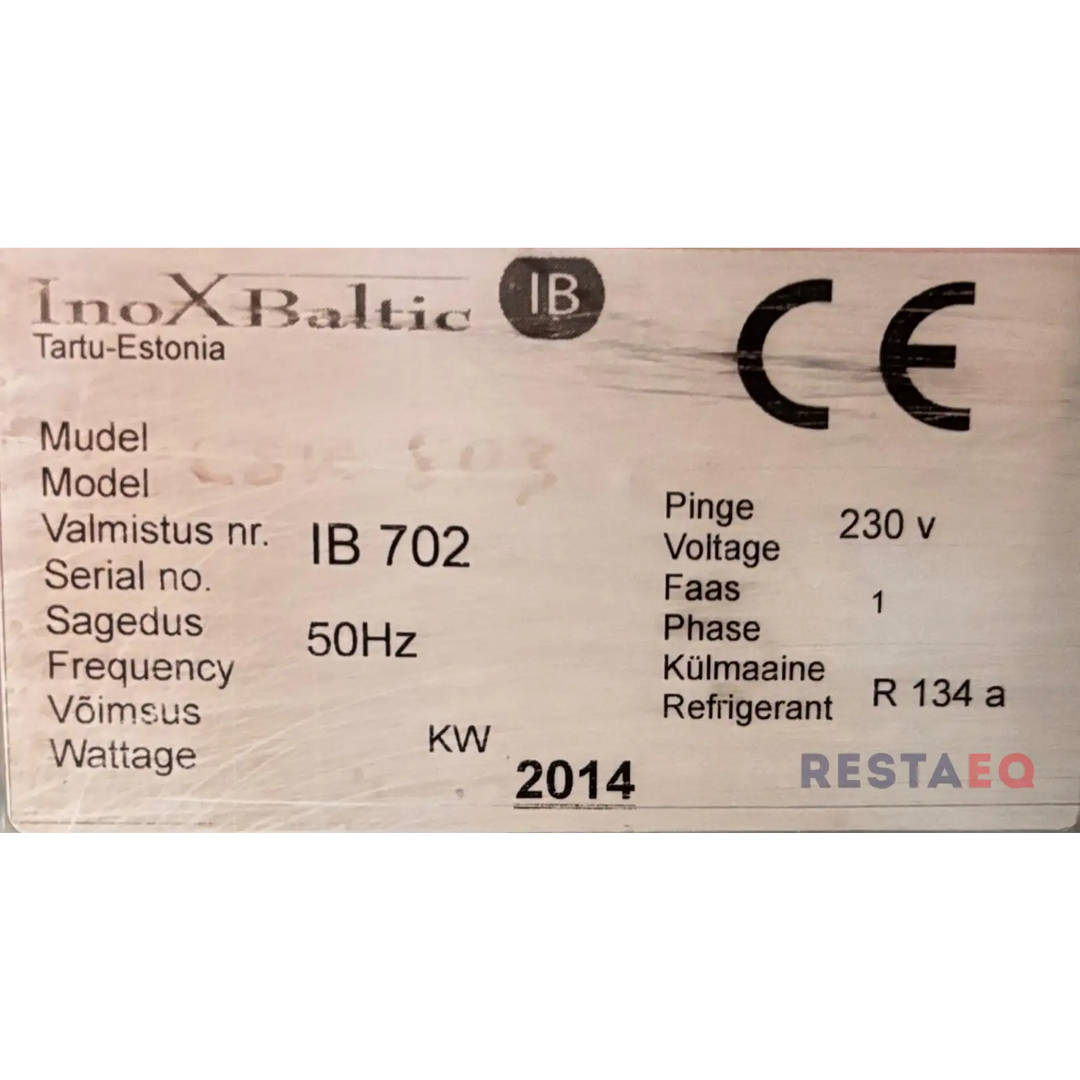 InoXBaltic IB
Tartu-Estonia
CE
Mudel
Model
Valmistus nr. IB 702
Serial no.
Sagedus 50Hz
Frequency
Võimsus
Wattage KW
2014
Pinge 230 v
Voltage
Faas 1
Phase
Külmaaine R 134 a
Refrigerant
RESTAEQ